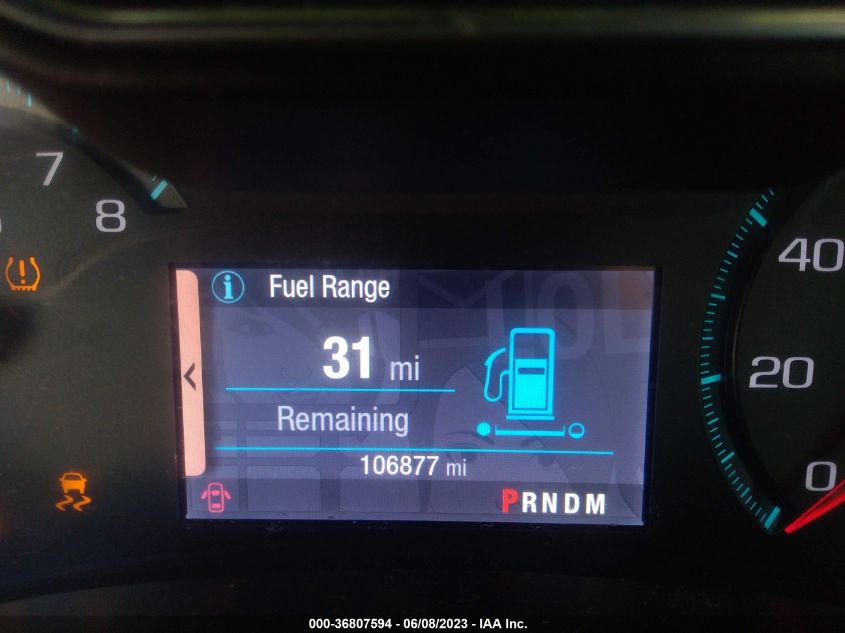 7
8
40
20
0
Fuel Range
31 mi
Remaining
106877 mi
PRNDM
000-36807594 - 06/08/2023 - IAA Inc.